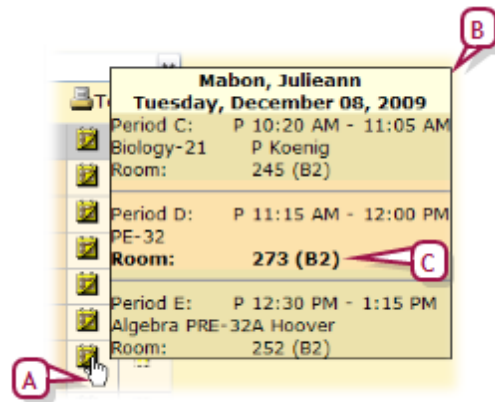 B
To
Mabon, Julieann
Tuesday, December 08, 2009
Period C: P 10:20 AM - 11:05 AM
Biology-21 P Koenig
Room: 245 (B2)
Period D: P 11:15 AM - 12:00 PM
PE-32
Room: 273 (B2)
C
Period E: P 12:30 PM - 1:15 PM
Algebra PRE-32A Hoover
Room: 252 (B2)
A